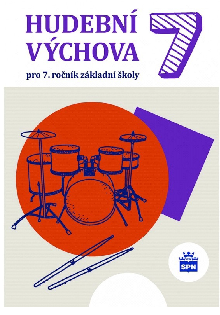 HUDEBNÍ
VÝCHOVA
7
pro 7. ročník základní školy
SPN